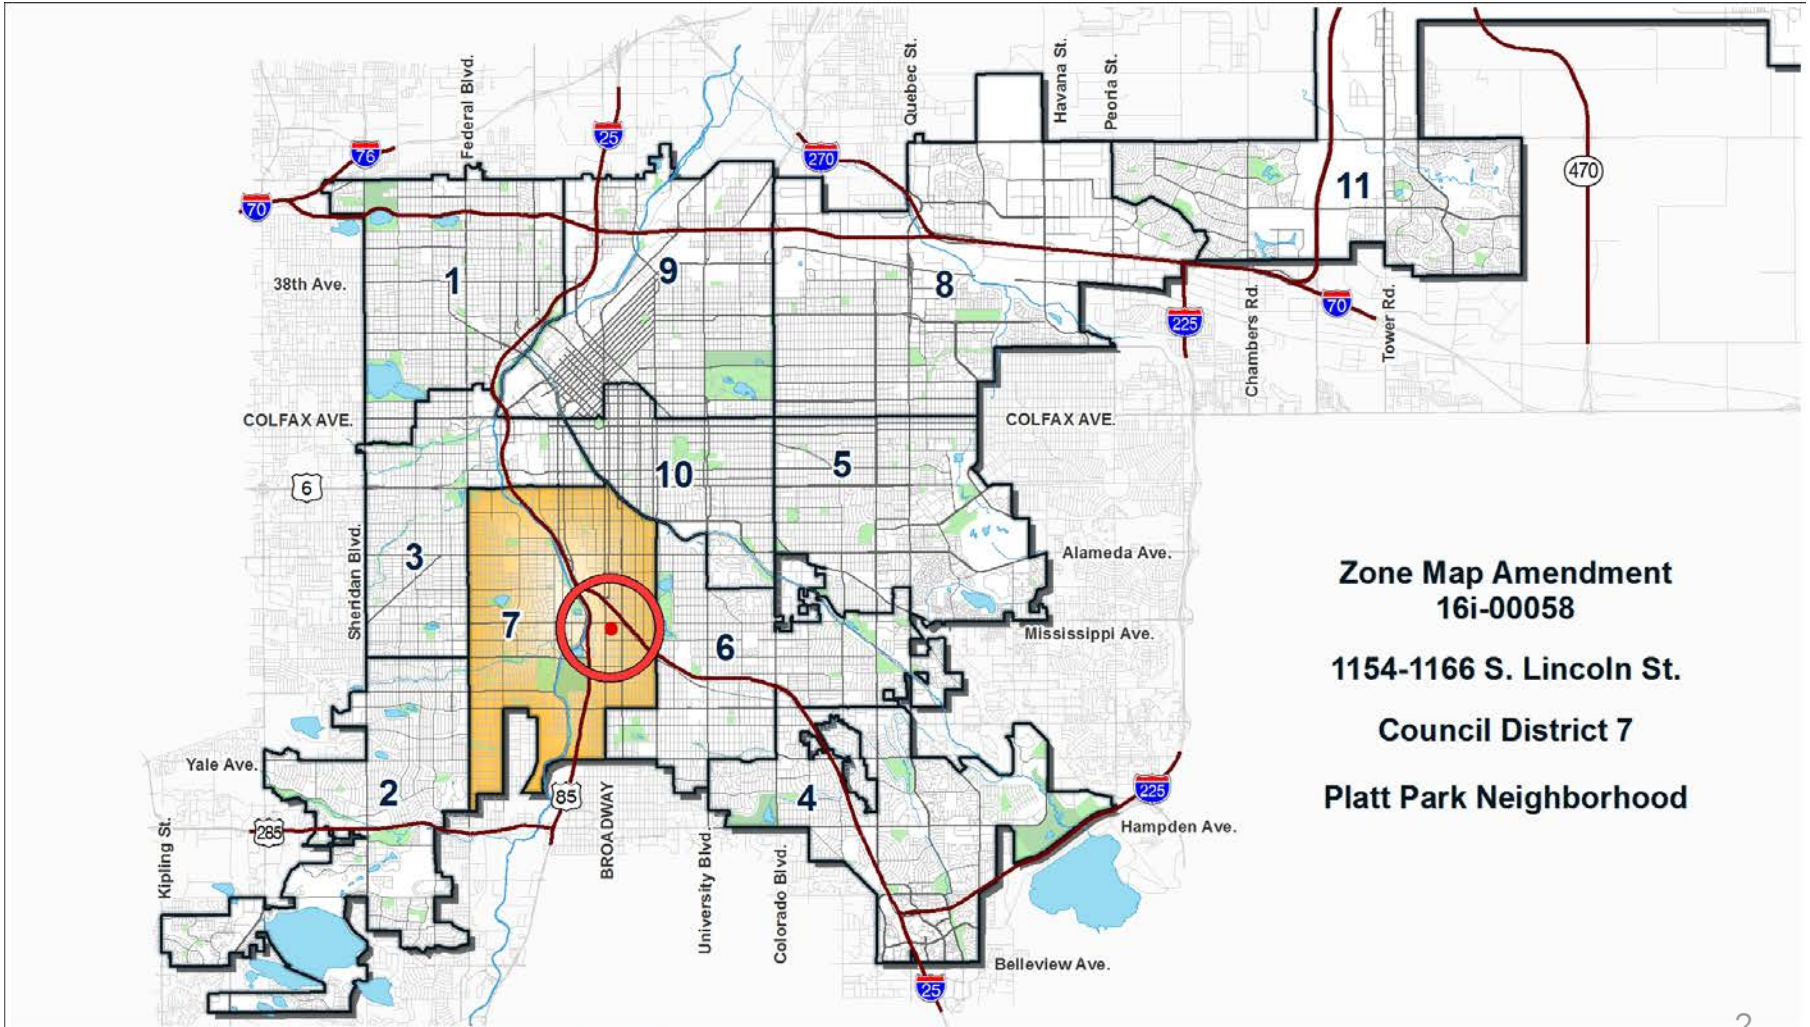 Federal Blvd.
Quebec St.
Havana St.
Peoria St.
76
25
270
70
470
11
38th Ave.
1
9
8
225
70
Chambers Rd.
Tower Rd.
COLFAX AVE.
COLFAX AVE.
6
10
5
Sheridan Blvd.
3
Alameda Ave.
7
6
Mississippi Ave.
Yale Ave.
2
85
4
225
285
Hampden Ave.
Kipling St.
BROADWAY
University Blvd.
Colorado Blvd.
Belleview Ave.
25
Zone Map Amendment
16i-00058
1154-1166 S. Lincoln St.
Council District 7
Platt Park Neighborhood
2